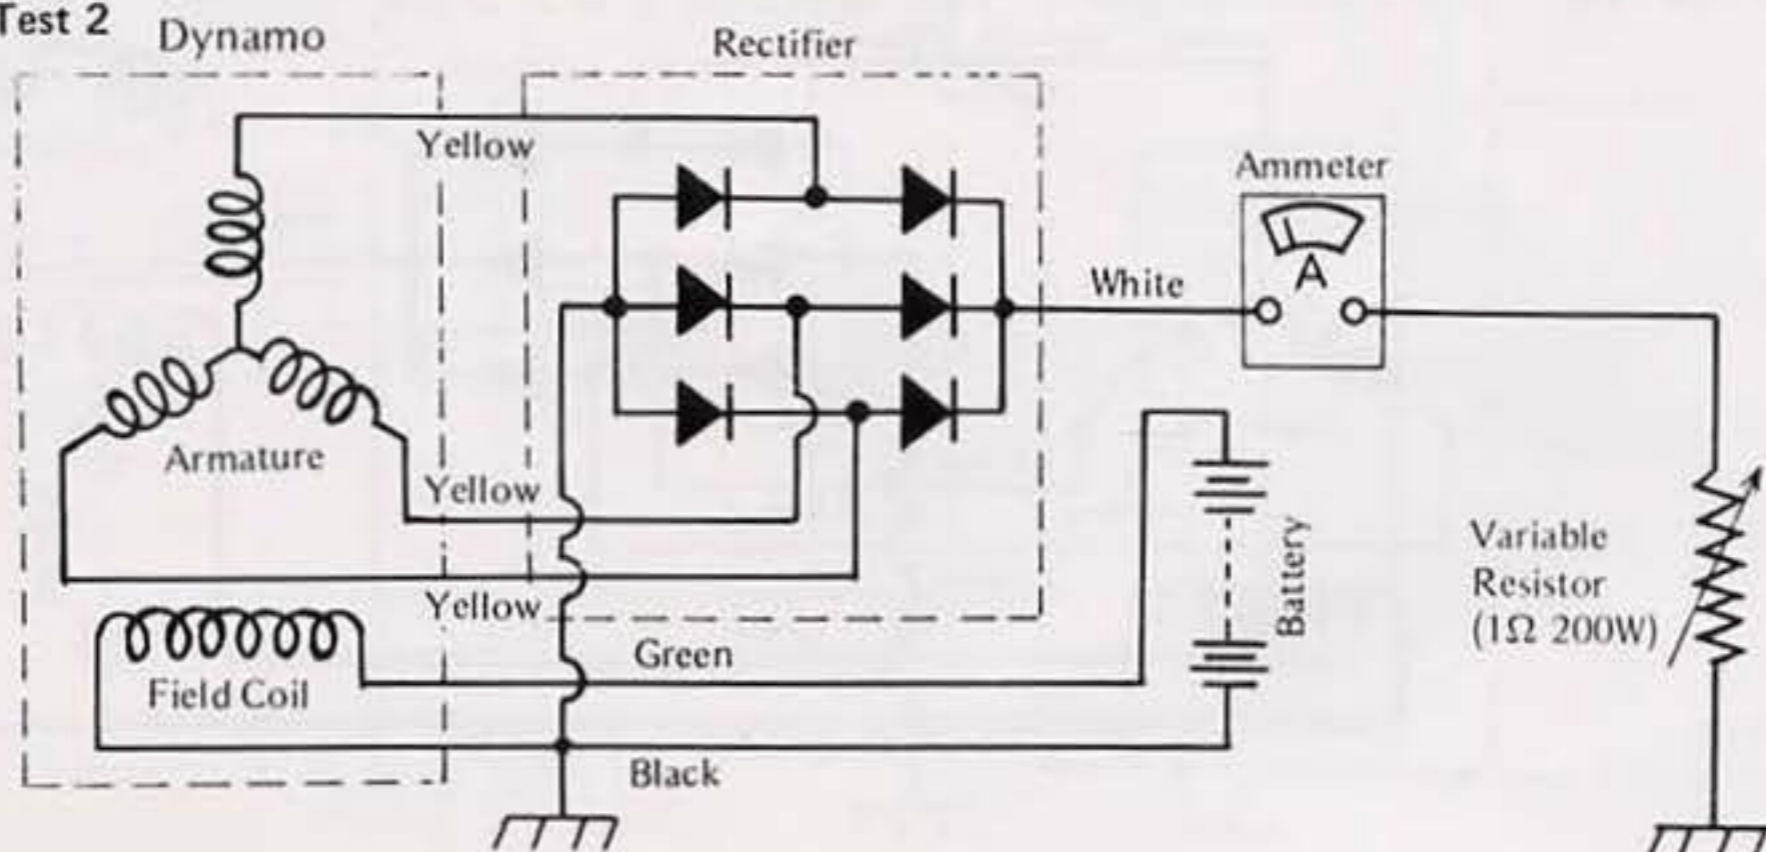 Test 2
Dynamo
Rectifier
Yellow
Ammeter
A
White
Armature
Yellow
Yellow
Battery
Variable
Resistor
(1Ω 200W)
Green
Field Coil
Black